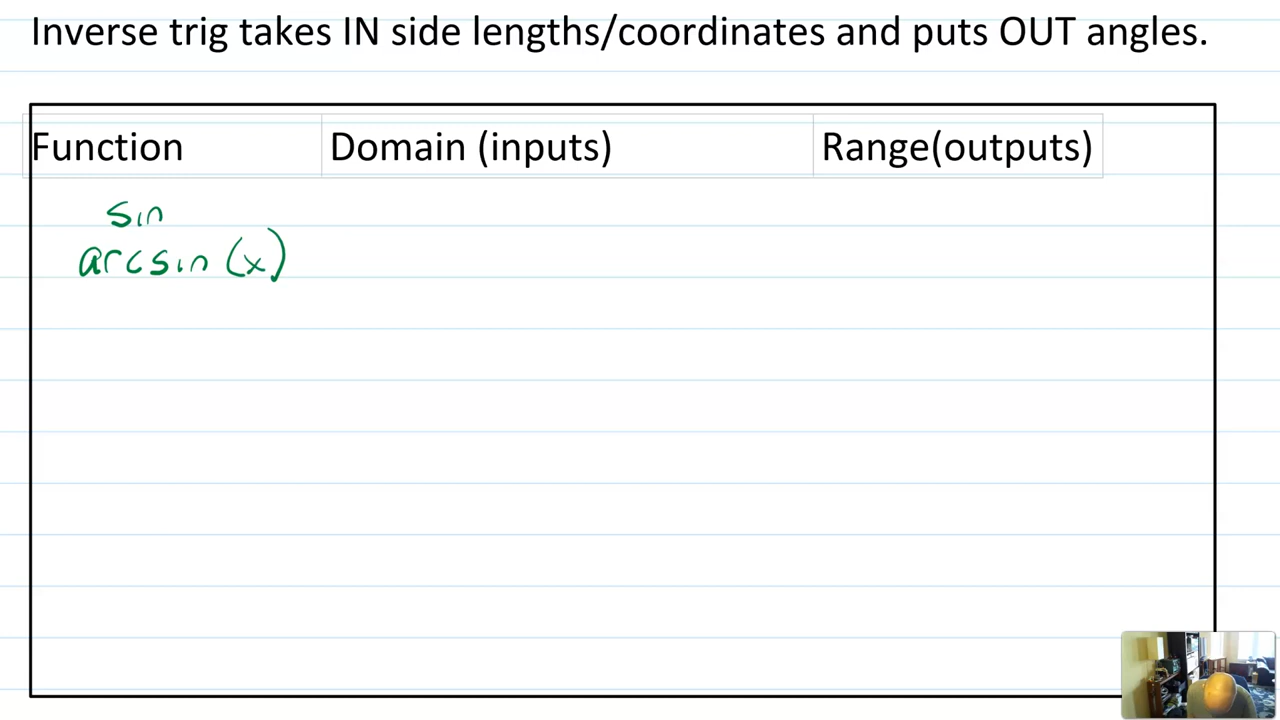 Inverse trig takes IN side lengths/coordinates and puts OUT angles.
Function Domain (inputs) Range(outputs)
sin
arcsin (x)